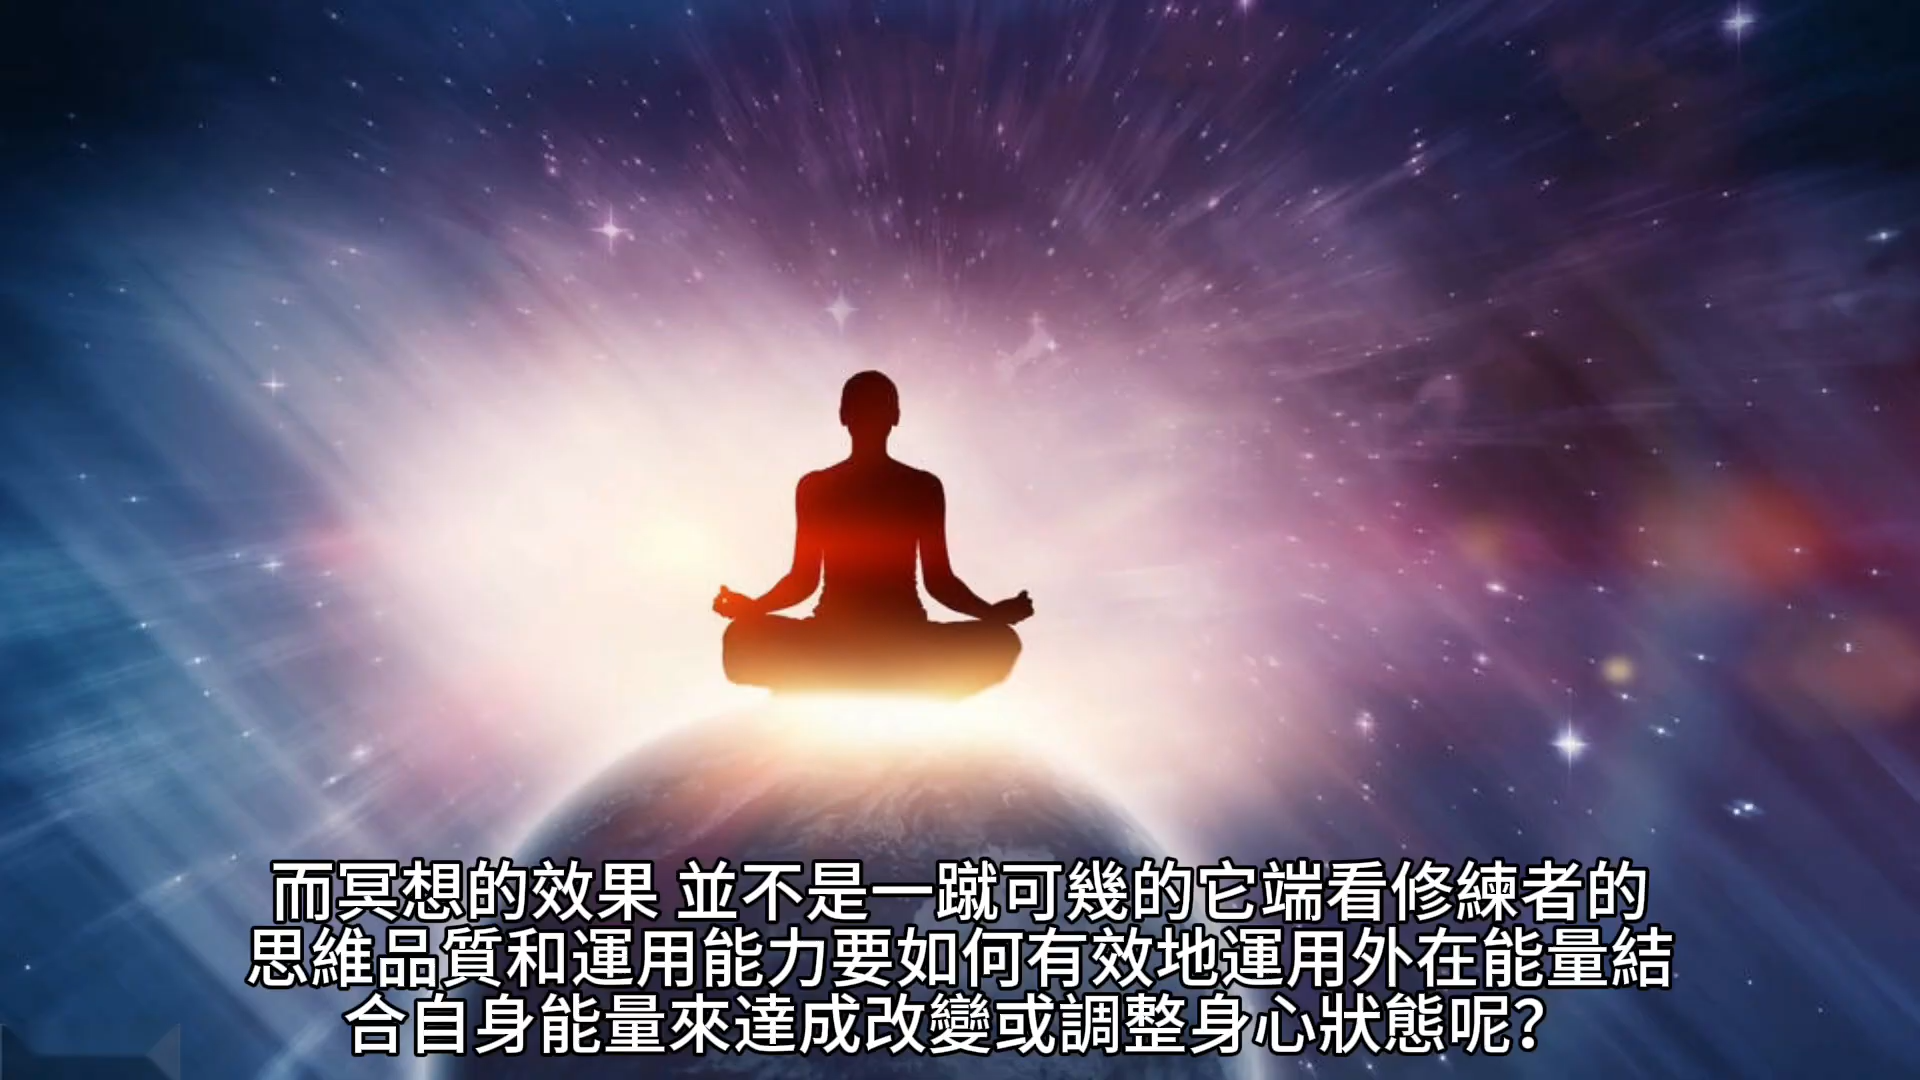 而冥想的效果 並不是一蹴可幾的它端看修練者的
思維品質和運用能力要如何有效地運用外在能量結
合自身能量來達成改變或調整身心狀態呢?